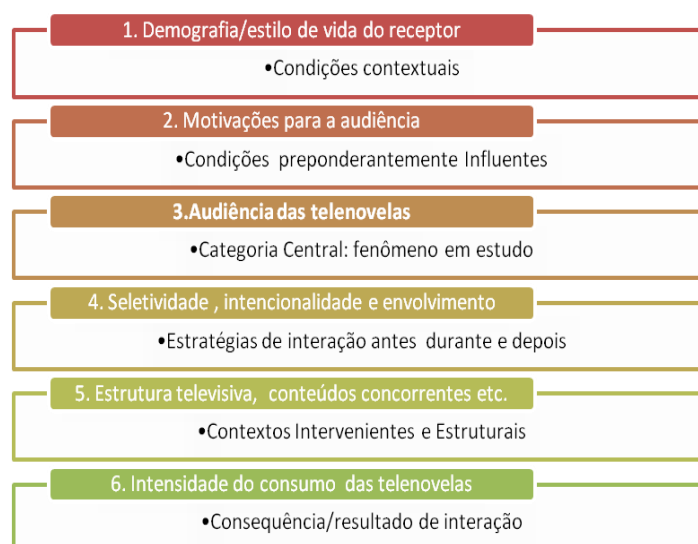 1. Demografia/estilo de vida do receptor
•Condições contextuais
2. Motivações para a audiência
•Condições preponderantemente Influentes
3.Audiência das telenovelas
•Categoria Central: fenômeno em estudo
4. Seletividade , intencionalidade e envolvimento
•Estratégias de interação antes durante e depois
5. Estrutura televisiva, conteúdos concorrentes etc.
•Contextos Intervenientes e Estruturais
6. Intensidade do consumo das telenovelas
•Consequência/resultado de interação